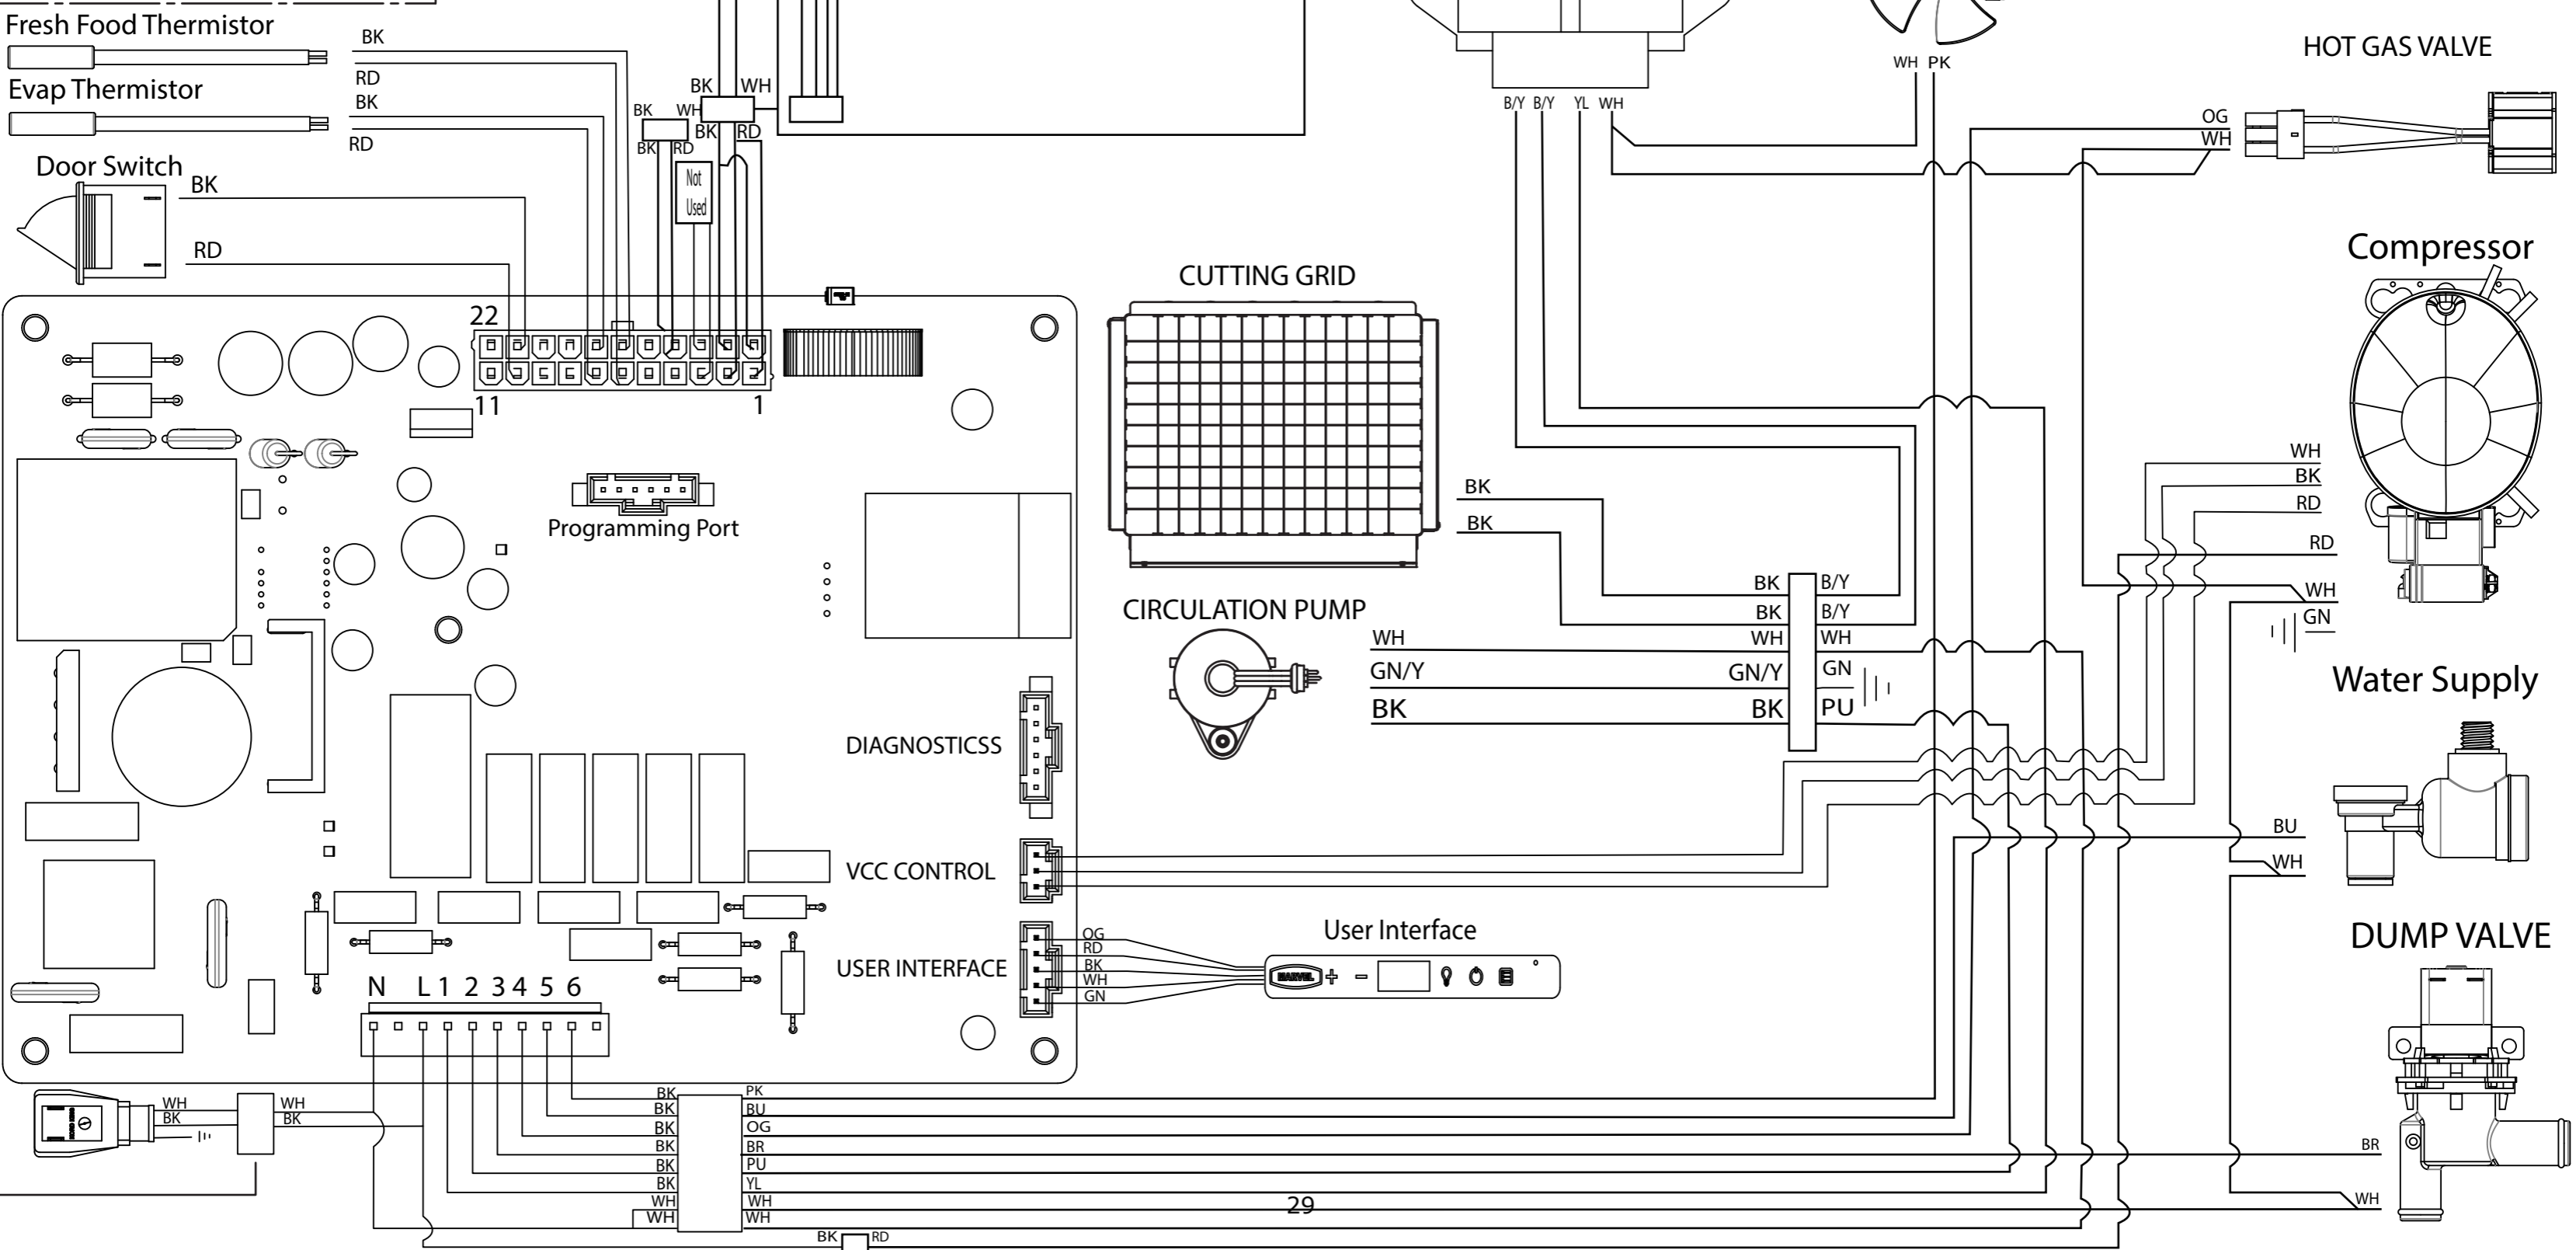 Fresh Food Thermistor
BK
RD
Evap Thermistor
BK
RD
Door Switch
BK
RD
BK WH
BK WH
BK RD
BK RD
Not
Used
22
11
1
Programming Port
DIAGNOSTICSS
VCC CONTROL
USER INTERFACE
N L 1 2 3 4 5 6
CUTTING GRID
BK
BK
CIRCULATION PUMP
WH
GN/Y
BK
BK B/Y
BK B/Y
WH WH
GN/Y GN
BK PU
B/Y B/Y YL WH
WH PK
HOT GAS VALVE
OG
WH
Compressor
WH
BK
RD
RD
WH
GN
Water Supply
BU
WH
DUMP VALVE
BR
WH
User Interface
OG
RD
BK
WH
GN
MARVEL + −
WH
BK
WH
BK
BK PK
BK BU
BK OG
BK BR
BK PU
BK YL
WH WH
WH WH
BK RD
29